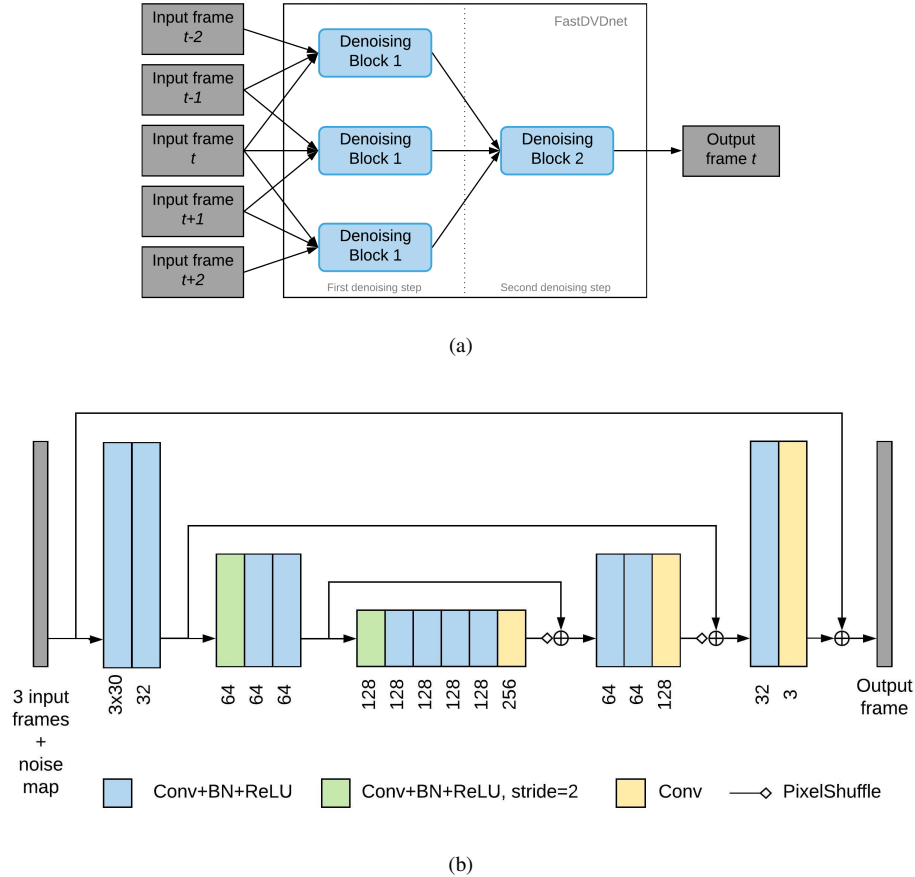 Input frame
t-2
Input frame
t-1
Input frame
t
Input frame
t+1
Input frame
t+2
FastDVDnet
Denoising
Block 1
Denoising
Block 1
Denoising
Block 1
Denoising
Block 2
Output
frame t
First denoising step
Second denoising step
(a)
3 input
frames
+
noise
map
3x30
32
64
64
64
128
128
128
128
128
256
64
64
128
32
3
Output
frame
Conv+BN+ReLU
Conv+BN+ReLU, stride=2
Conv
PixelShuffle
(b)